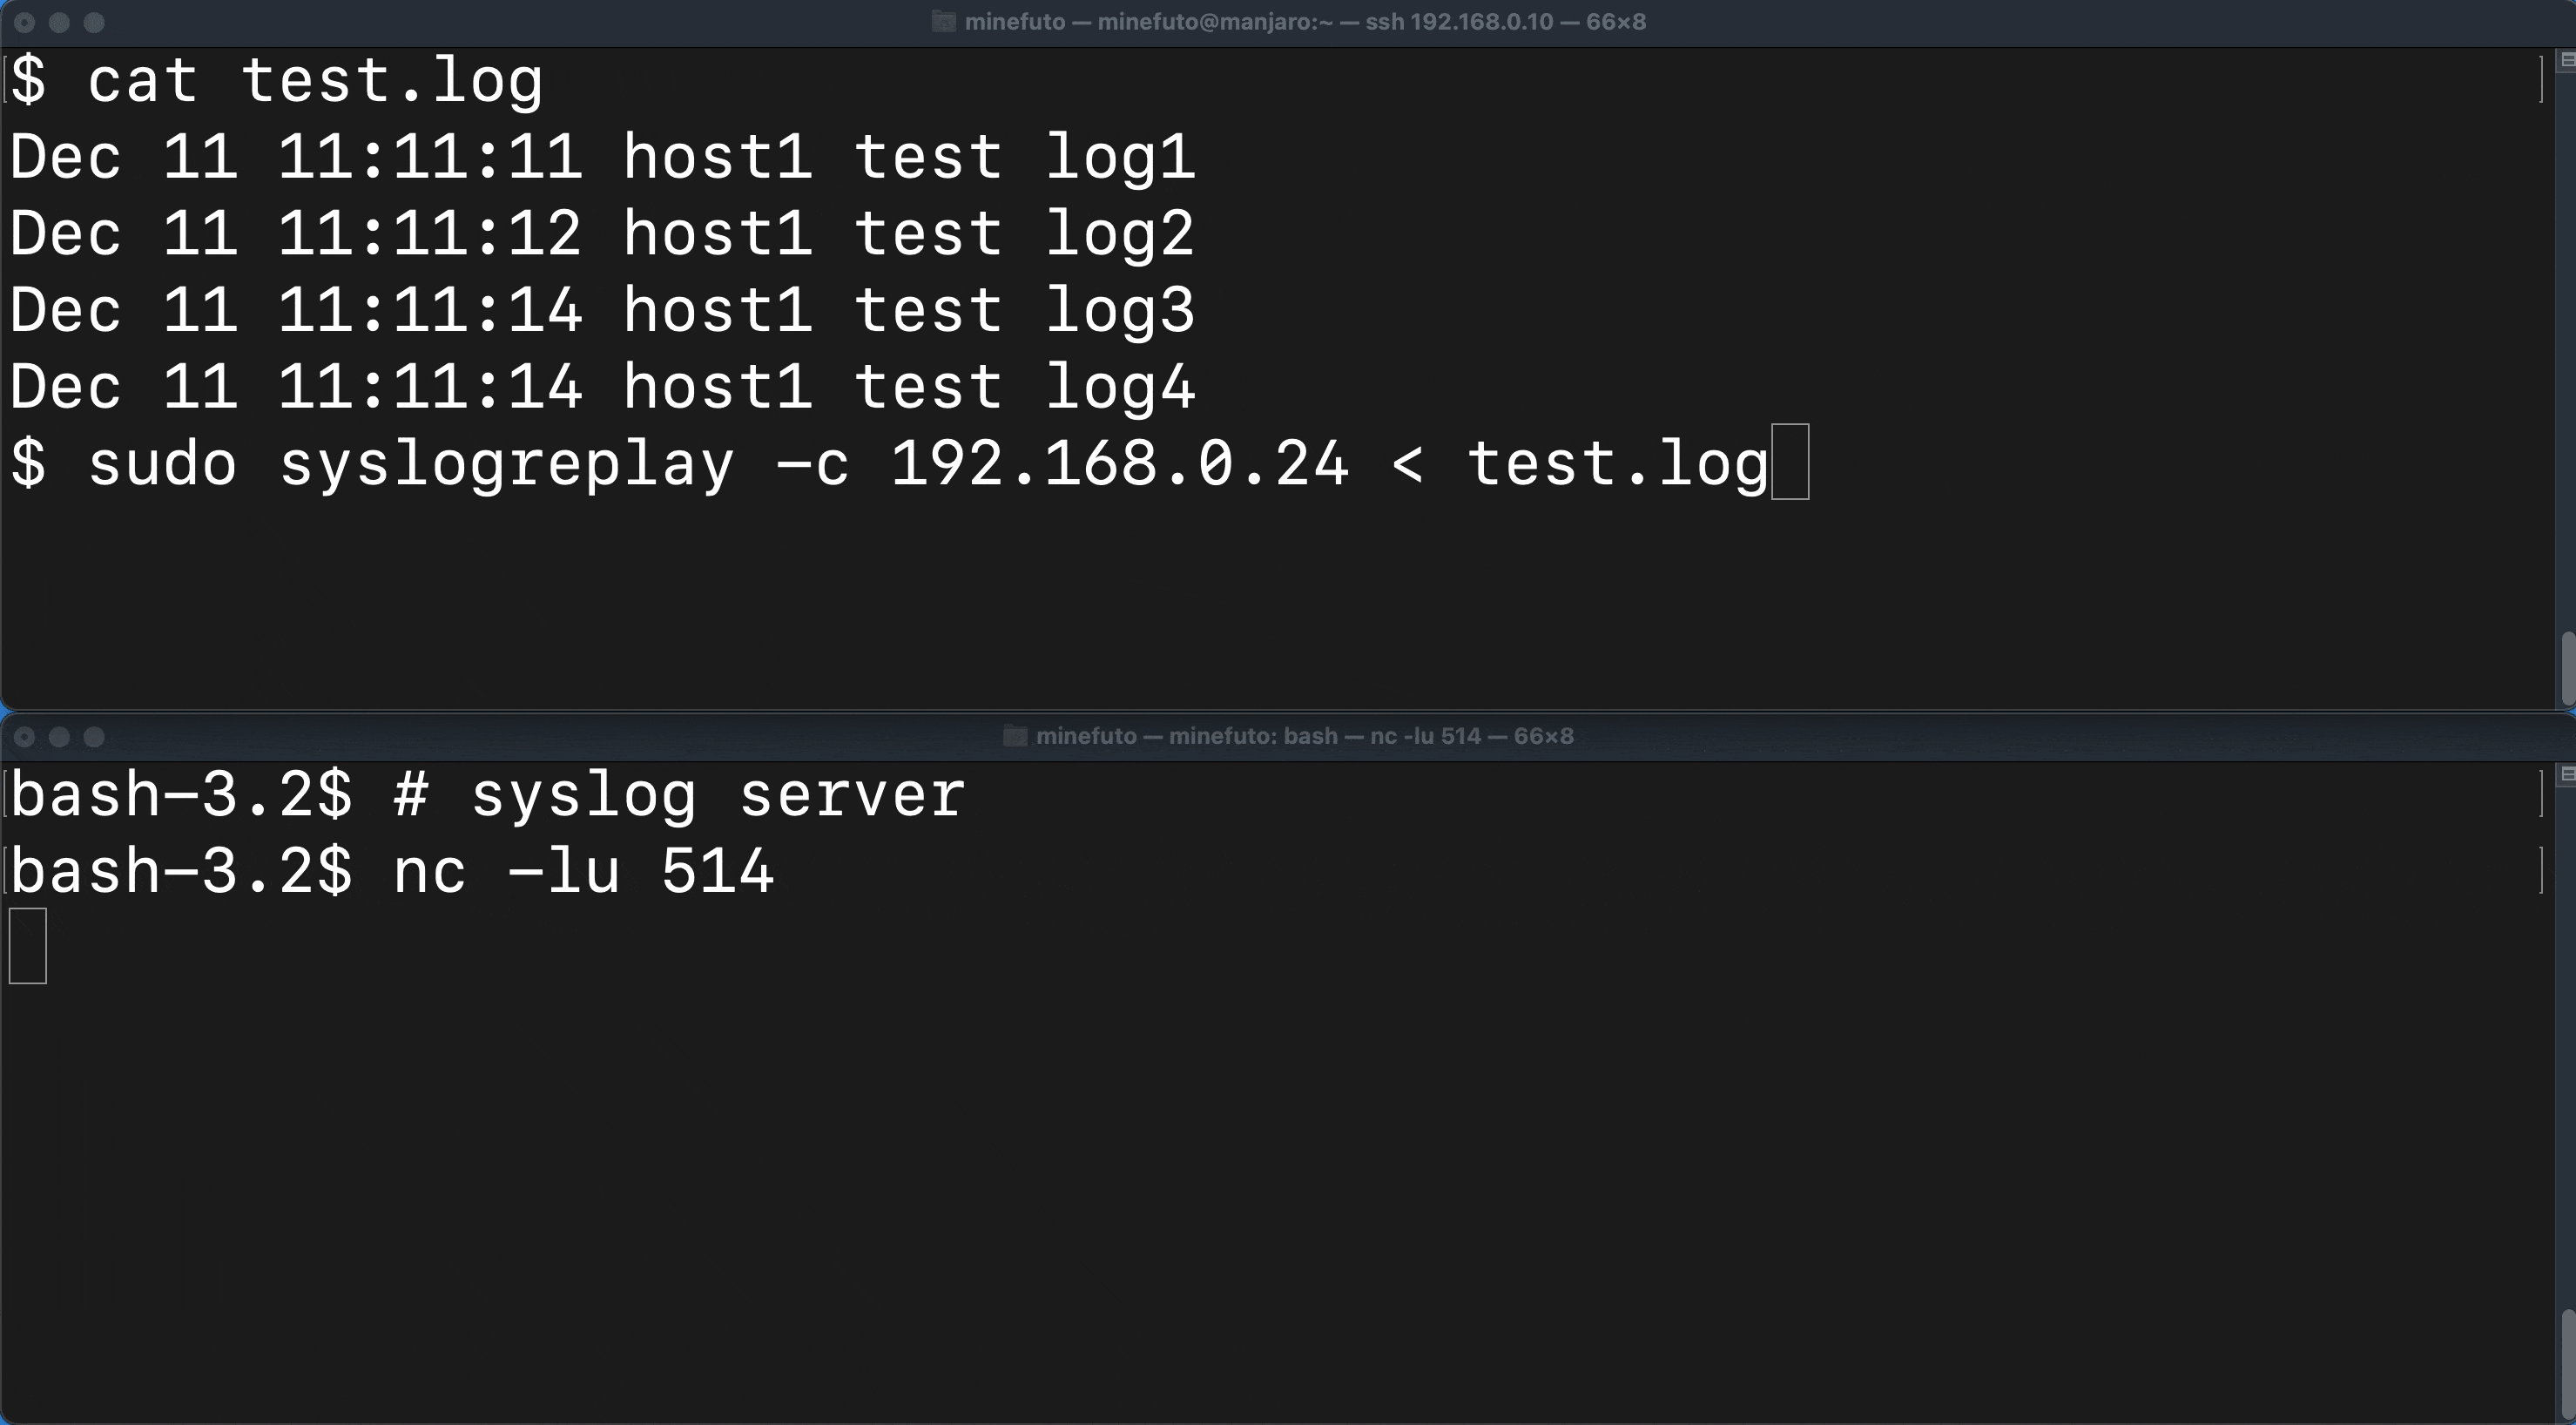 minefuto — minefuto@manjaro:~ — ssh 192.168.0.10 — 66×8
$ cat test.log
Dec 11 11:11:11 host1 test log1
Dec 11 11:11:12 host1 test log2
Dec 11 11:11:14 host1 test log3
Dec 11 11:11:14 host1 test log4
$ sudo syslogreplay -c 192.168.0.24 < test.log
minefuto — minefuto: bash — nc -lu 514 — 66×8
bash-3.2$ # syslog server
bash-3.2$ nc -lu 514